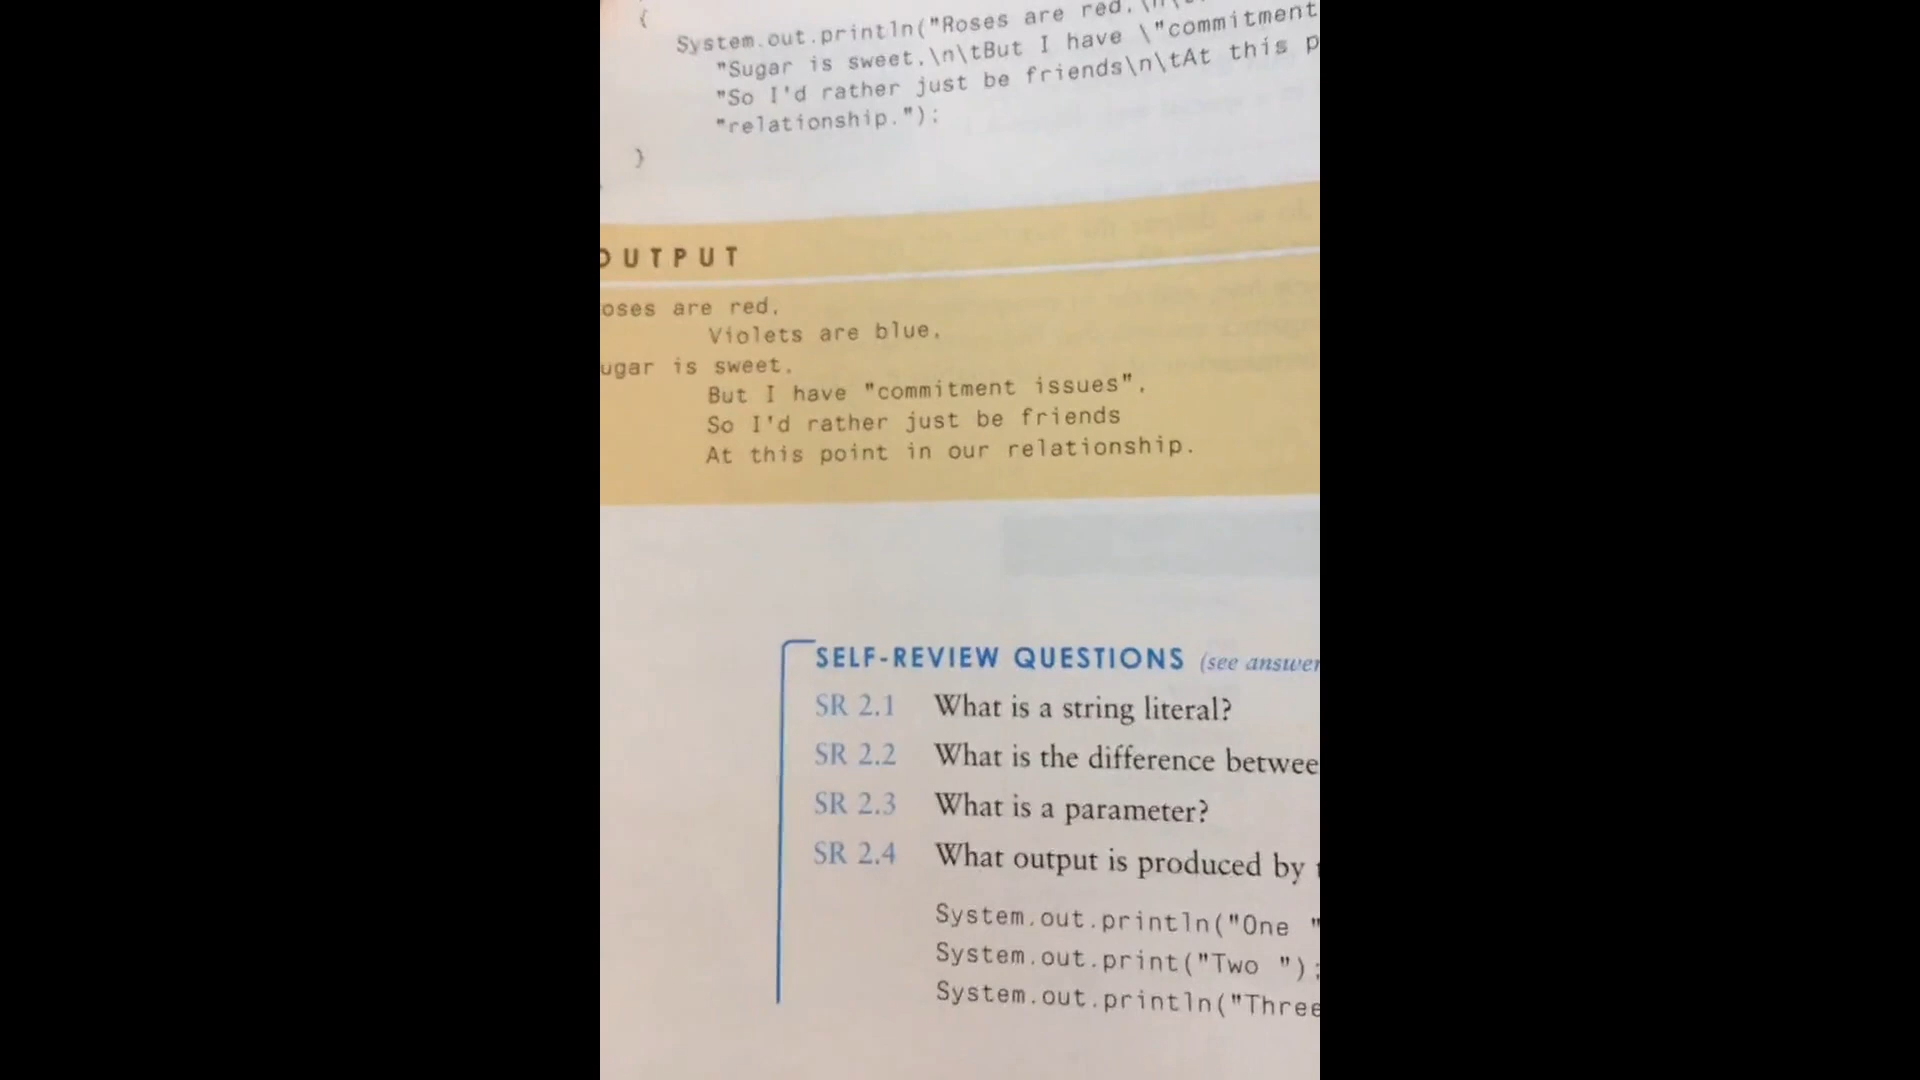 {
System.out.println("Roses are red,\n\t
"Sugar is sweet,\n\tBut I have \"commitment
"So I'd rather just be friends\n\tAt this p
"relationship.");
}
OUTPUT
oses are red,
Violets are blue,
ugar is sweet,
But I have "commitment issues",
So I'd rather just be friends
At this point in our relationship.
SELF-REVIEW QUESTIONS (see answer
SR 2.1 What is a string literal?
SR 2.2 What is the difference betwee
SR 2.3 What is a parameter?
SR 2.4 What output is produced by
System.out.println("One "
System.out.print("Two ");
System.out.println("Three